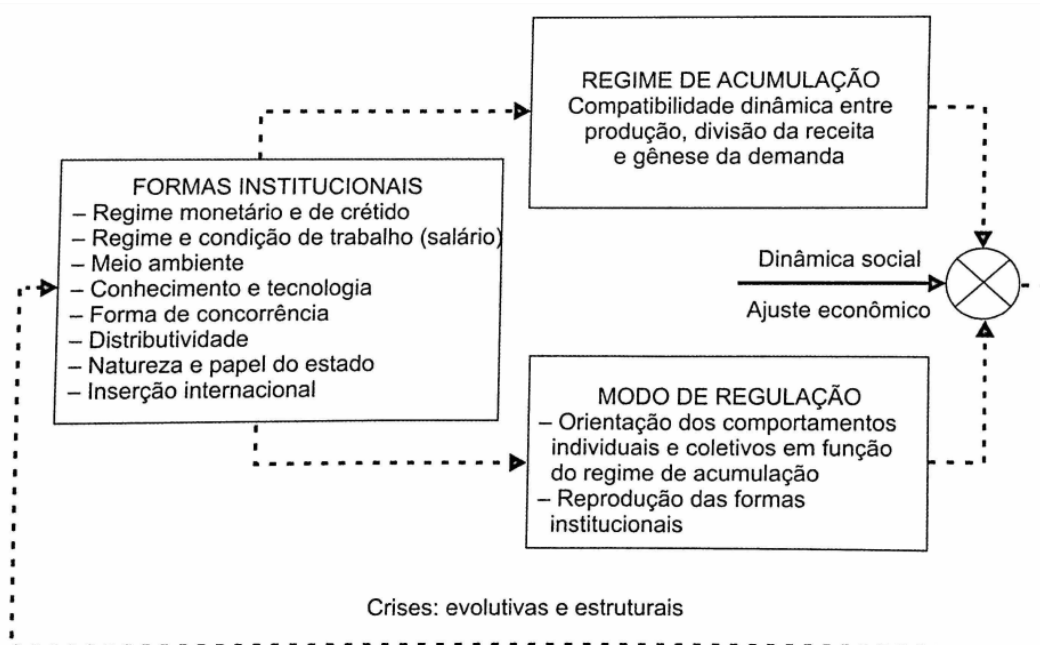 REGIME DE ACUMULAÇÃO
Compatibilidade dinâmica entre
produção, divisão da receita
e gênese da demanda
FORMAS INSTITUCIONAIS
– Regime monetário e de crétido
– Regime e condição de trabalho (salário)
– Meio ambiente
– Conhecimento e tecnologia
– Forma de concorrência
– Distributividade
– Natureza e papel do estado
– Inserção internacional
Dinâmica social
Ajuste econômico
MODO DE REGULAÇÃO
– Orientação dos comportamentos
individuais e coletivos em função
do regime de acumulação
– Reprodução das formas
institucionais
Crises: evolutivas e estruturais